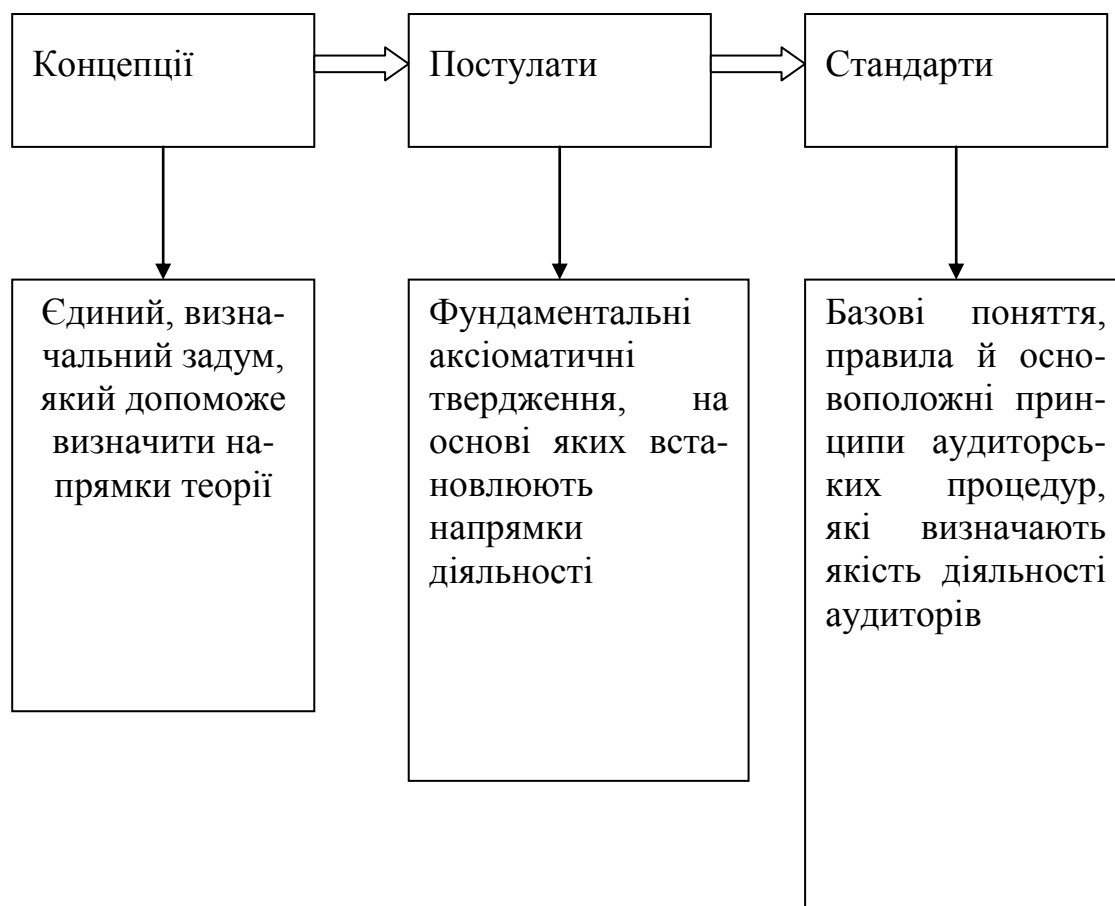 Концепції
Постулати
Стандарти
Єдиний, визна-
чальний задум,
який допоможе
визначити на-
прямки теорії
Фундаментальні
аксіоматичні
твердження, на
основі яких вста-
новлюють
напрямки
діяльності
Базові поняття,
правила й осно-
воположні прин-
ципи аудиторсь-
ких процедур,
які визначають
якість діяльності
аудиторів